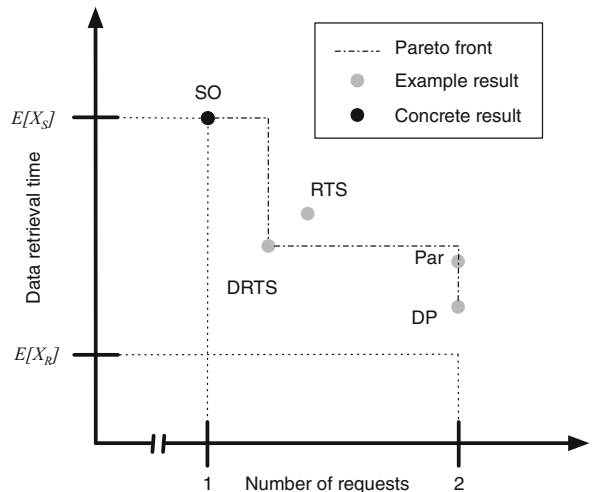 Pareto front
Example result
Concrete result
SO
E[X_S]
RTS
Data retrieval time
Par
DRTS
DP
E[X_R]
1
Number of requests
2